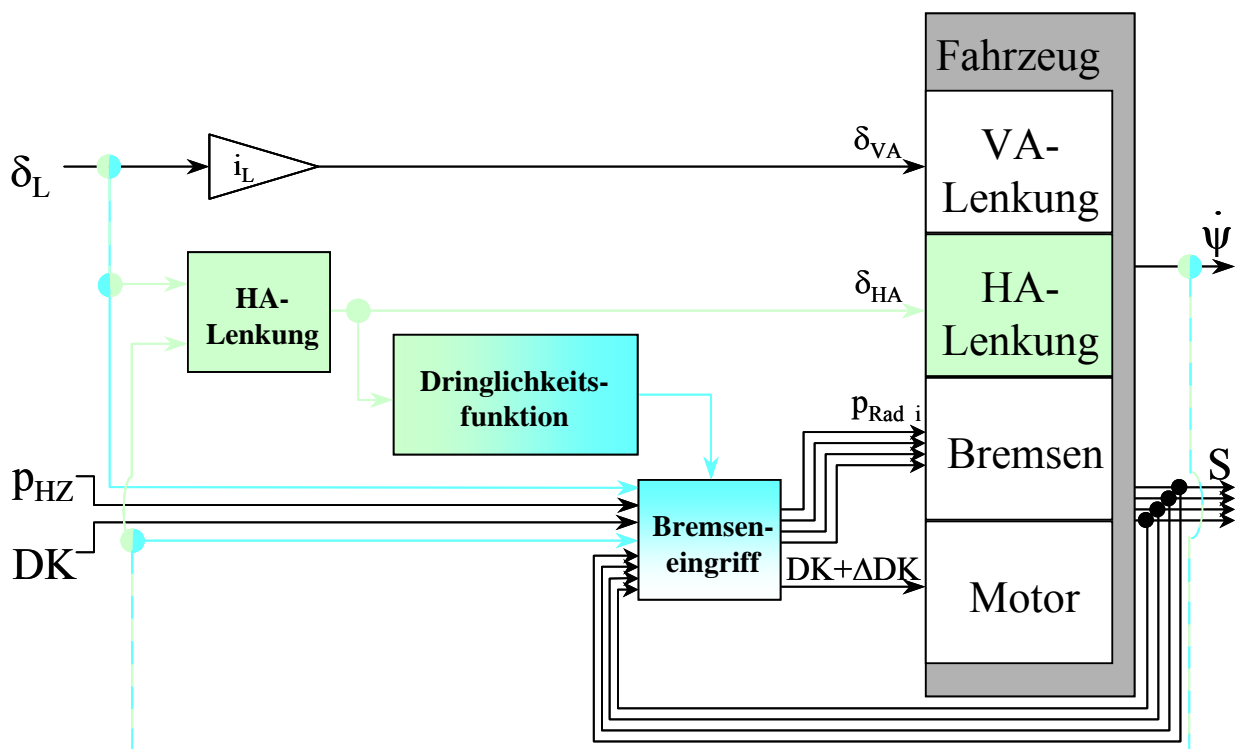 Fahrzeug
δL
iL
δVA
VA-
Lenkung
ψ̇
HA-
Lenkung
δHA
HA-
Lenkung
Dringlichkeits-
funktion
pRad i
Bremsen
pHZ
S
DK
Bremsen-
eingriff
DK+ΔDK
Motor